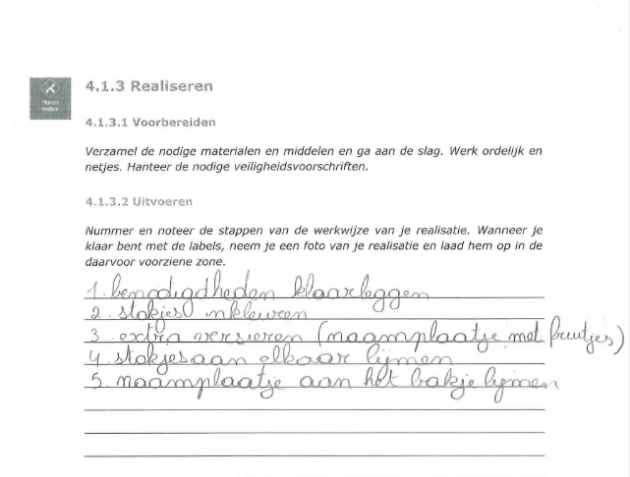 4.1.3 Realiseren
4.1.3.1 Voorbereiden
Verzamel de nodige materialen en middelen en ga aan de slag. Werk ordelijk en
netjes. Hanteer de nodige veiligheidsvoorschriften.
4.1.3.2 Uitvoeren
Nummer en noteer de stappen van de werkwijze van je realisatie. Wanneer je
klaar bent met de labels, neem je een foto van je realisatie en laad hem op in de
daarvoor voorziene zone.
1. benodigdheden klaarleggen
2. stokjes inkleuren
3 extra versieren (naamplaatje met fruitjes)
4 stokjes aan elkaar lijmen
5. naamplaatje aan het bakje lijmen